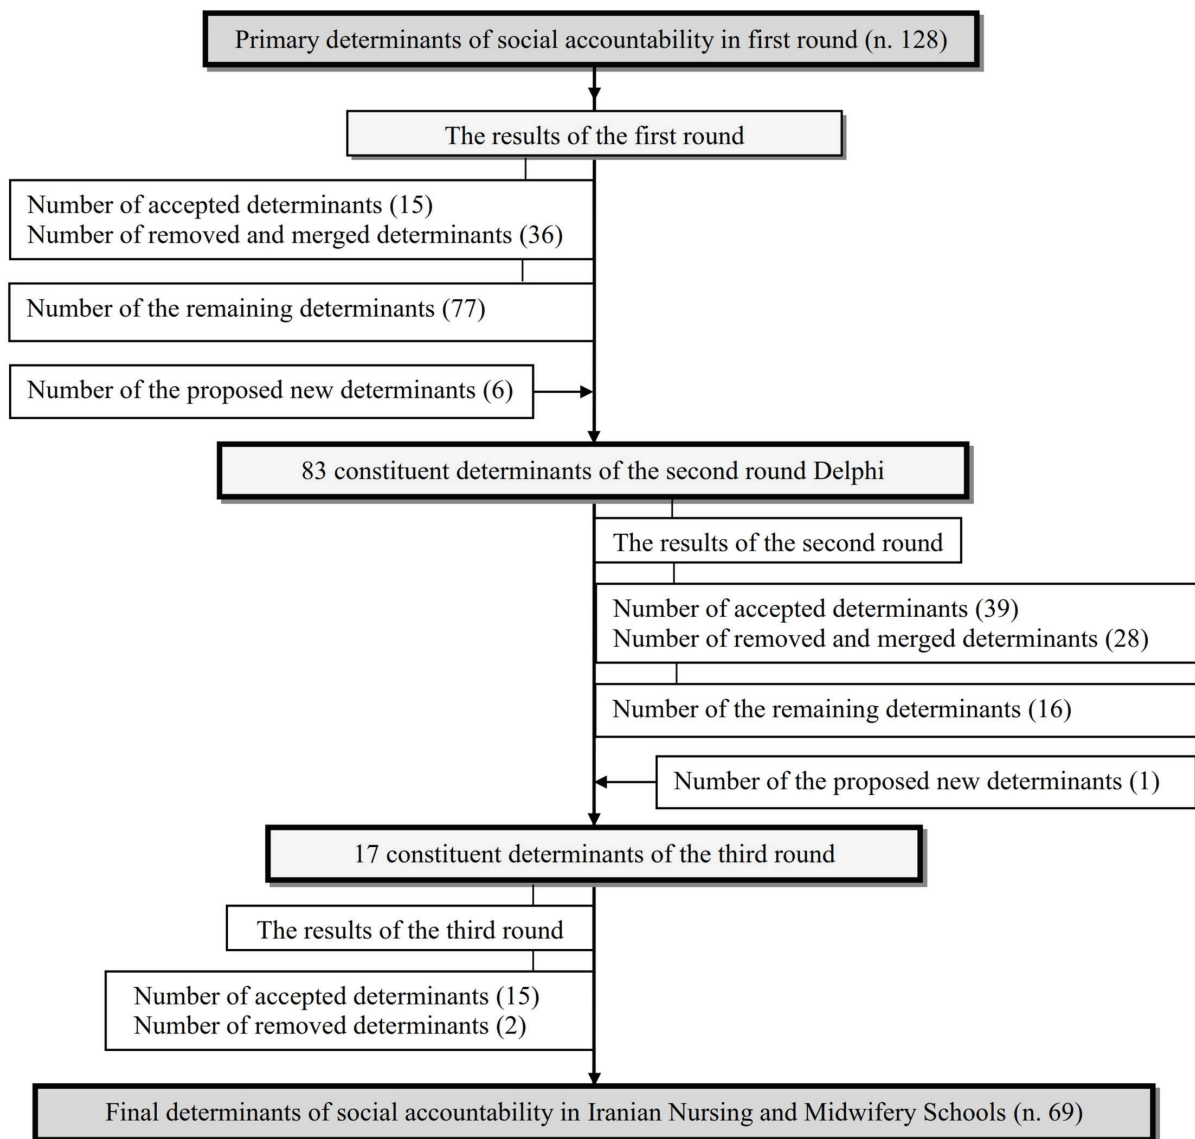 Primary determinants of social accountability in first round (n. 128)
The results of the first round
Number of accepted determinants (15)
Number of removed and merged determinants (36)
Number of the remaining determinants (77)
Number of the proposed new determinants (6)
83 constituent determinants of the second round Delphi
The results of the second round
Number of accepted determinants (39)
Number of removed and merged determinants (28)
Number of the remaining determinants (16)
Number of the proposed new determinants (1)
17 constituent determinants of the third round
The results of the third round
Number of accepted determinants (15)
Number of removed determinants (2)
Final determinants of social accountability in Iranian Nursing and Midwifery Schools (n. 69)